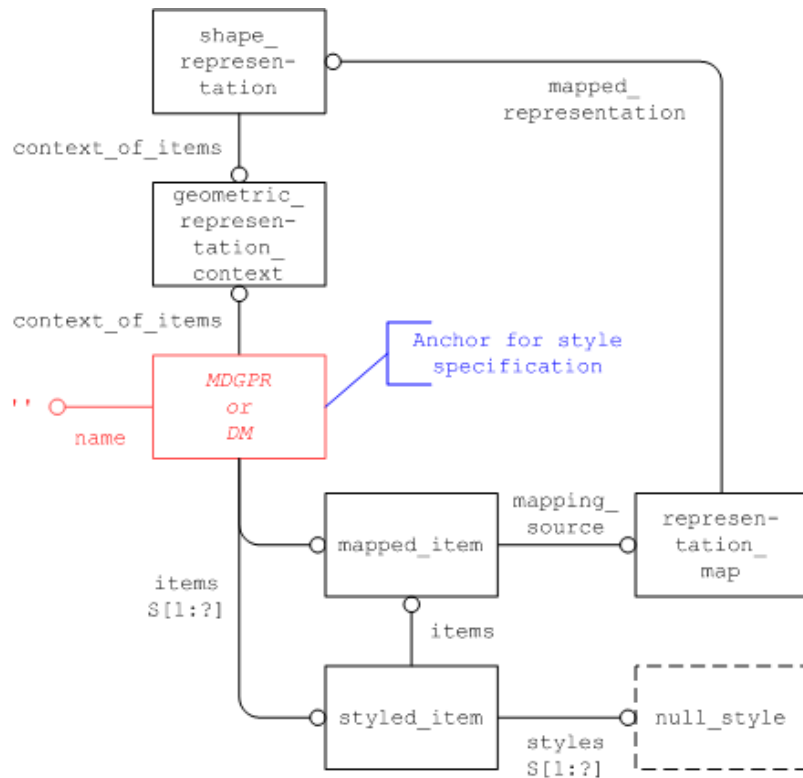 shape_
represen-
tation
mapped_
representation
context_of_items
geometric_
represen-
tation_
context
context_of_items
Anchor for style
specification
MDGPR
or
DM
''
name
mapping_
source
represen-
tation_
map
mapped_item
items
S[1:?]
items
styled_item
null_style
styles
S[1:?]